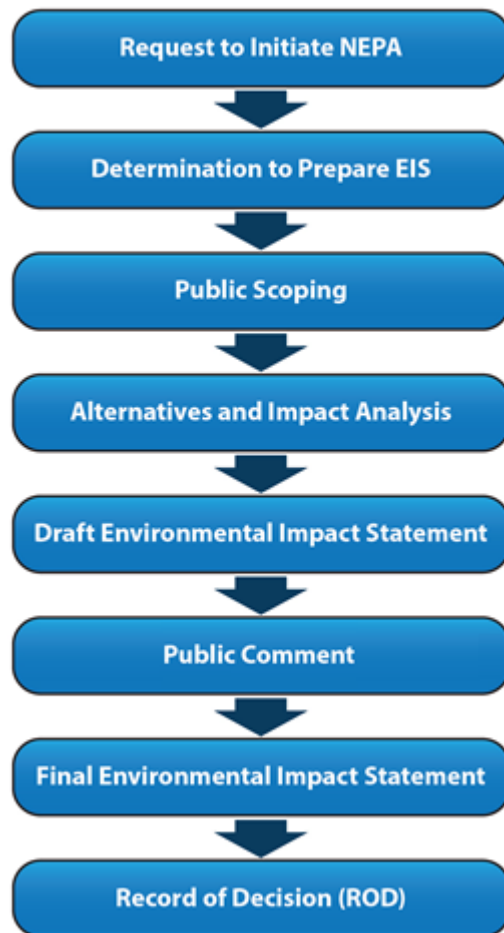 Request to Initiate NEPA
Determination to Prepare EIS
Public Scoping
Alternatives and Impact Analysis
Draft Environmental Impact Statement
Public Comment
Final Environmental Impact Statement
Record of Decision (ROD)